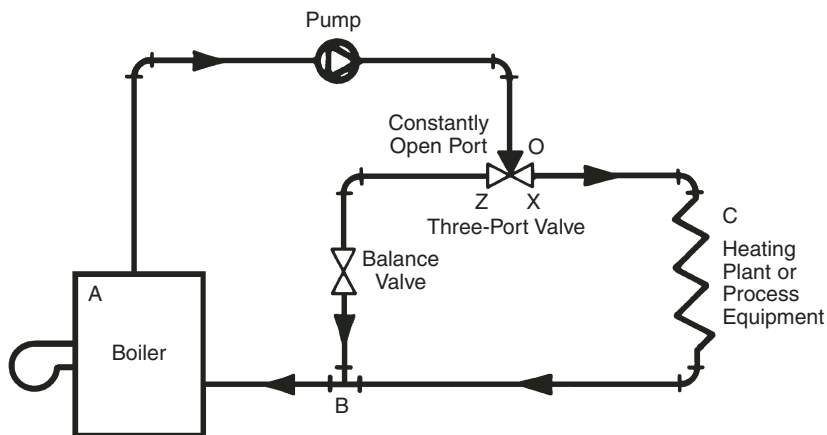 Pump
Constantly
Open Port
O
Z
X
Three-Port Valve
C
Heating
Plant or
Process
Equipment
Balance
Valve
A
Boiler
B